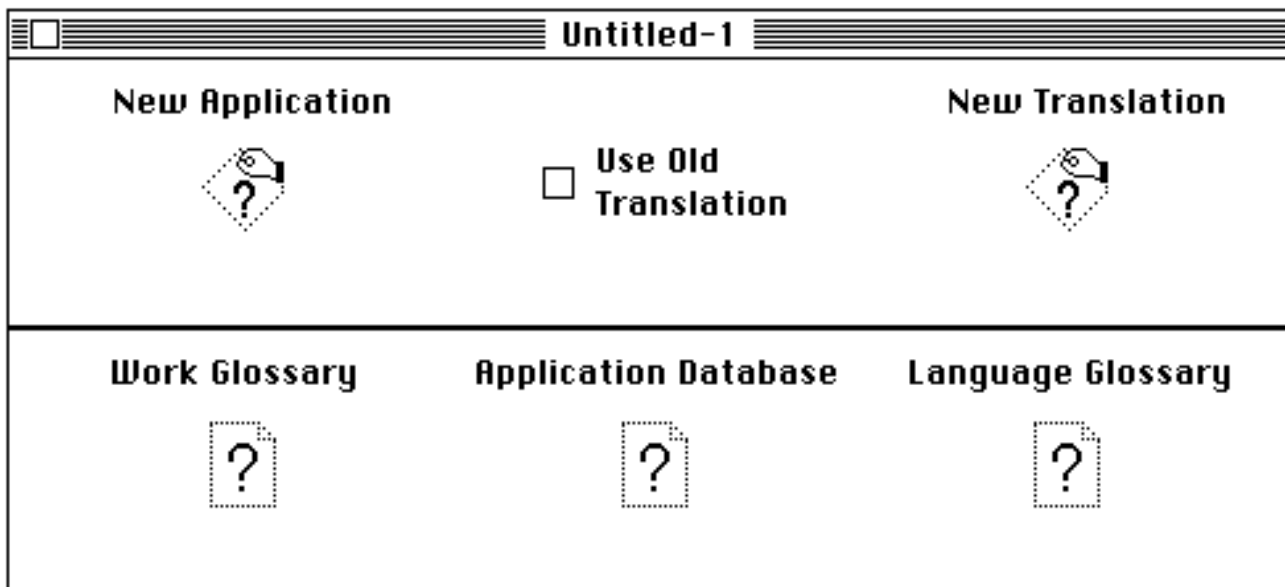 Untitled-1
New Application
New Translation
Use Old
Translation
?
?
Work Glossary
Application Database
Language Glossary
?
?
?